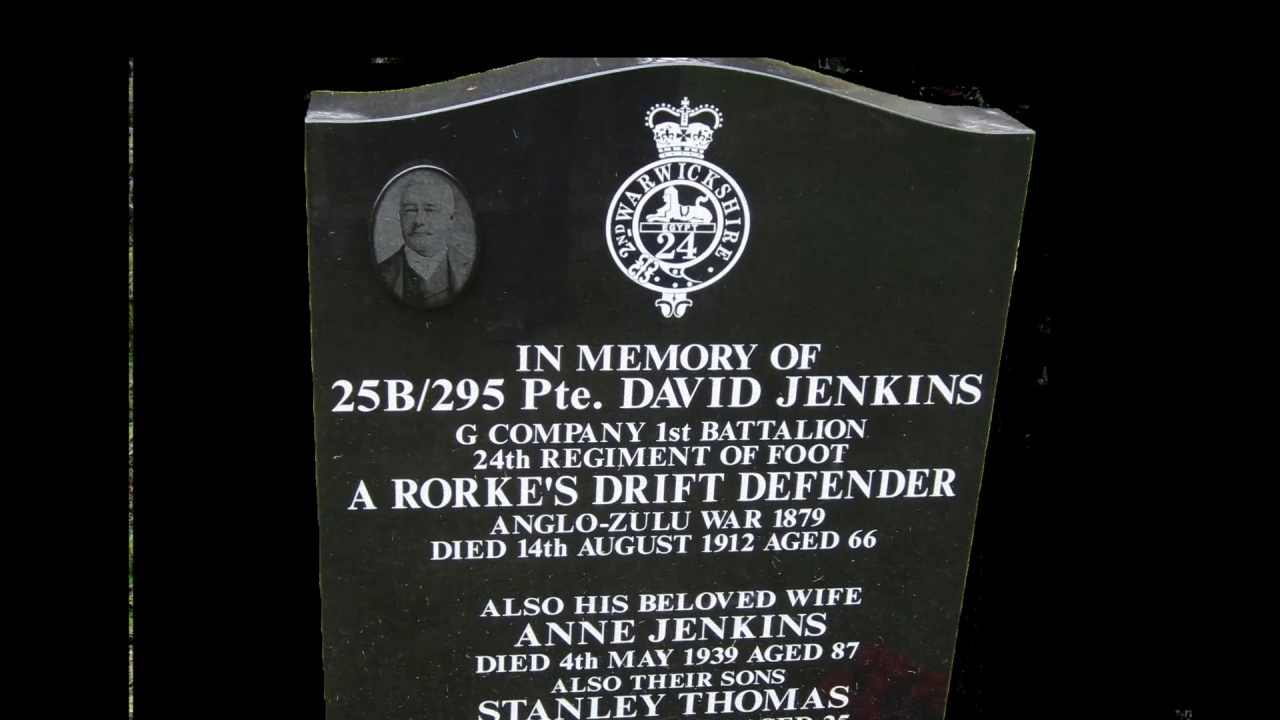 2ND WARWICKSHIRE
EGYPT
24
IN MEMORY OF
25B/295 Pte. DAVID JENKINS
G COMPANY 1st BATTALION
24th REGIMENT OF FOOT
A RORKE'S DRIFT DEFENDER
ANGLO-ZULU WAR 1879
DIED 14th AUGUST 1912 AGED 66
ALSO HIS BELOVED WIFE
ANNE JENKINS
DIED 4th MAY 1939 AGED 87
ALSO THEIR SONS
STANLEY THOMAS